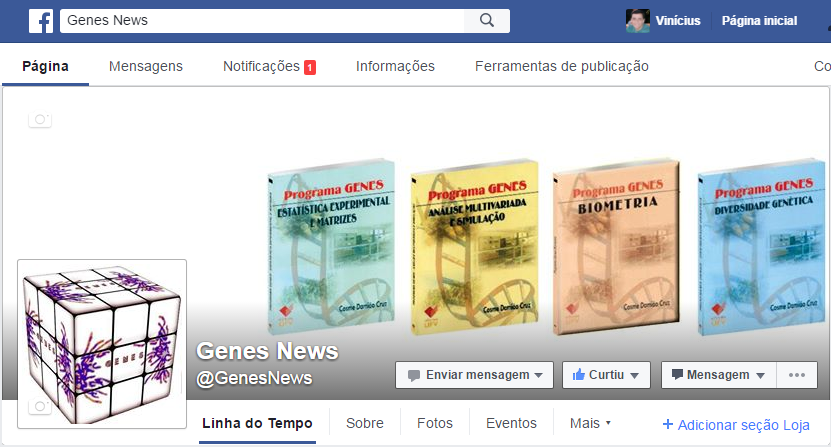 Genes News
Vinícius
Página inicial
Página
Mensagens
Notificações 1
Informações
Ferramentas de publicação
Co
Programa GENES
ESTATÍSTICA EXPERIMENTAL
E MATRIZES
Cosme Damião Cruz
Programa GENES
ANÁLISE MULTIVARIADA
E SIMULAÇÃO
Cosme Damião Cruz
Programa GENES
BIOMETRIA
Cosme Damião Cruz
Programa GENES
DIVERSIDADE GENÉTICA
Cosme Damião Cruz
GENES
GENES
Genes News
@GenesNews
Enviar mensagem
Curtiu
Mensagem
Linha do Tempo
Sobre
Fotos
Eventos
Mais
+ Adicionar seção Loja